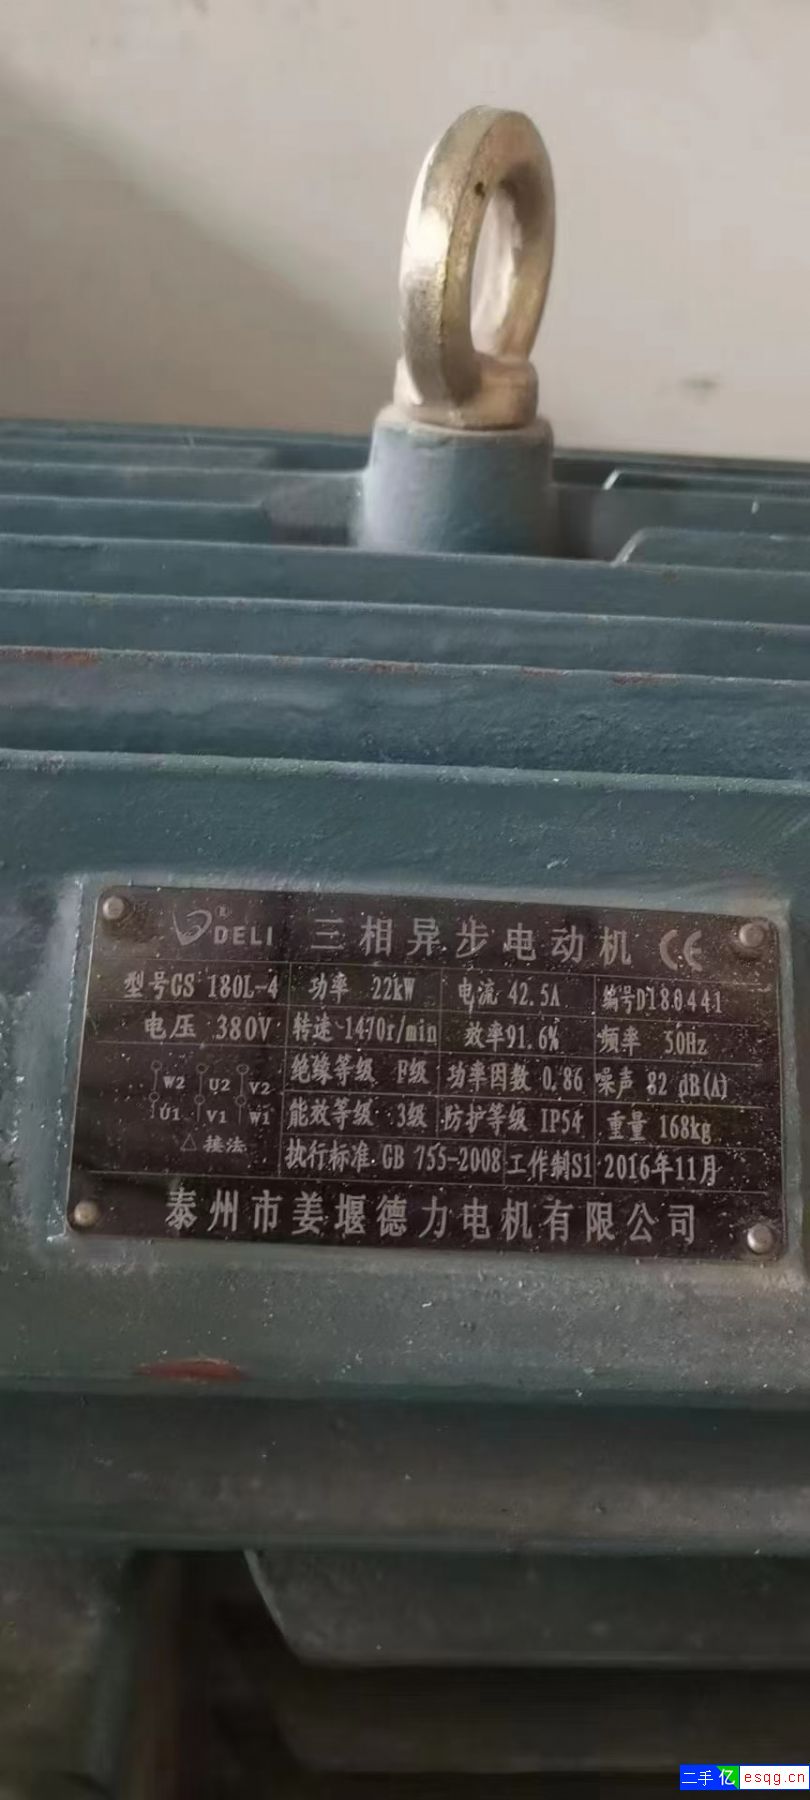 DELI 三相异步电动机 CE
型号GS 180L-4 功率 22kW 电流 42.5A 编号D180441
电压 380V 转速 1470r/min 效率91.6% 频率 50Hz
绝缘等级 F级 功率因数 0.86 噪声 82 dB(A)
W2 U2 V2
U1 V1 W1
能效等级 3级 防护等级 IP54 重量 168kg
△接法
执行标准 GB 755-2008 工作制S1 2016年11月
泰州市姜堰德力电机有限公司
二手亿 esqg.cn